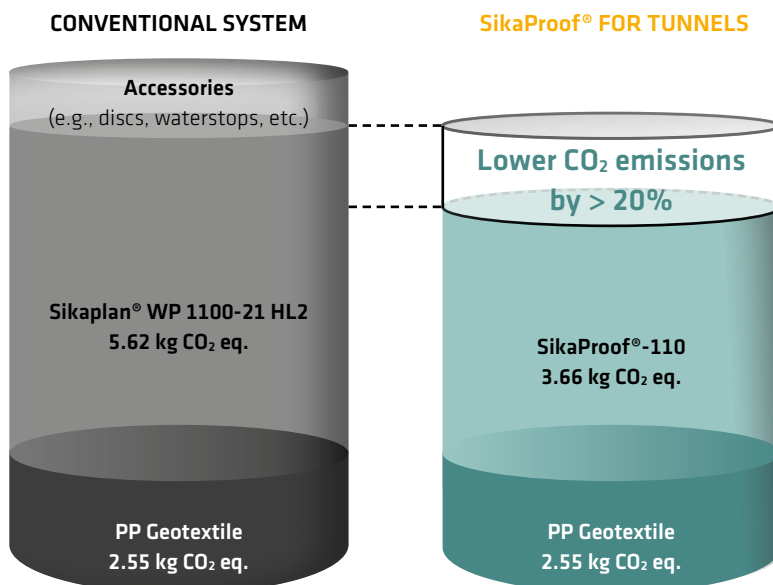 CONVENTIONAL SYSTEM
SikaProof® FOR TUNNELS
Accessories
(e.g., discs, waterstops, etc.)
Lower CO₂ emissions
by > 20%
Sikaplan® WP 1100-21 HL2
5.62 kg CO₂ eq.
SikaProof®-110
3.66 kg CO₂ eq.
PP Geotextile
2.55 kg CO₂ eq.
PP Geotextile
2.55 kg CO₂ eq.